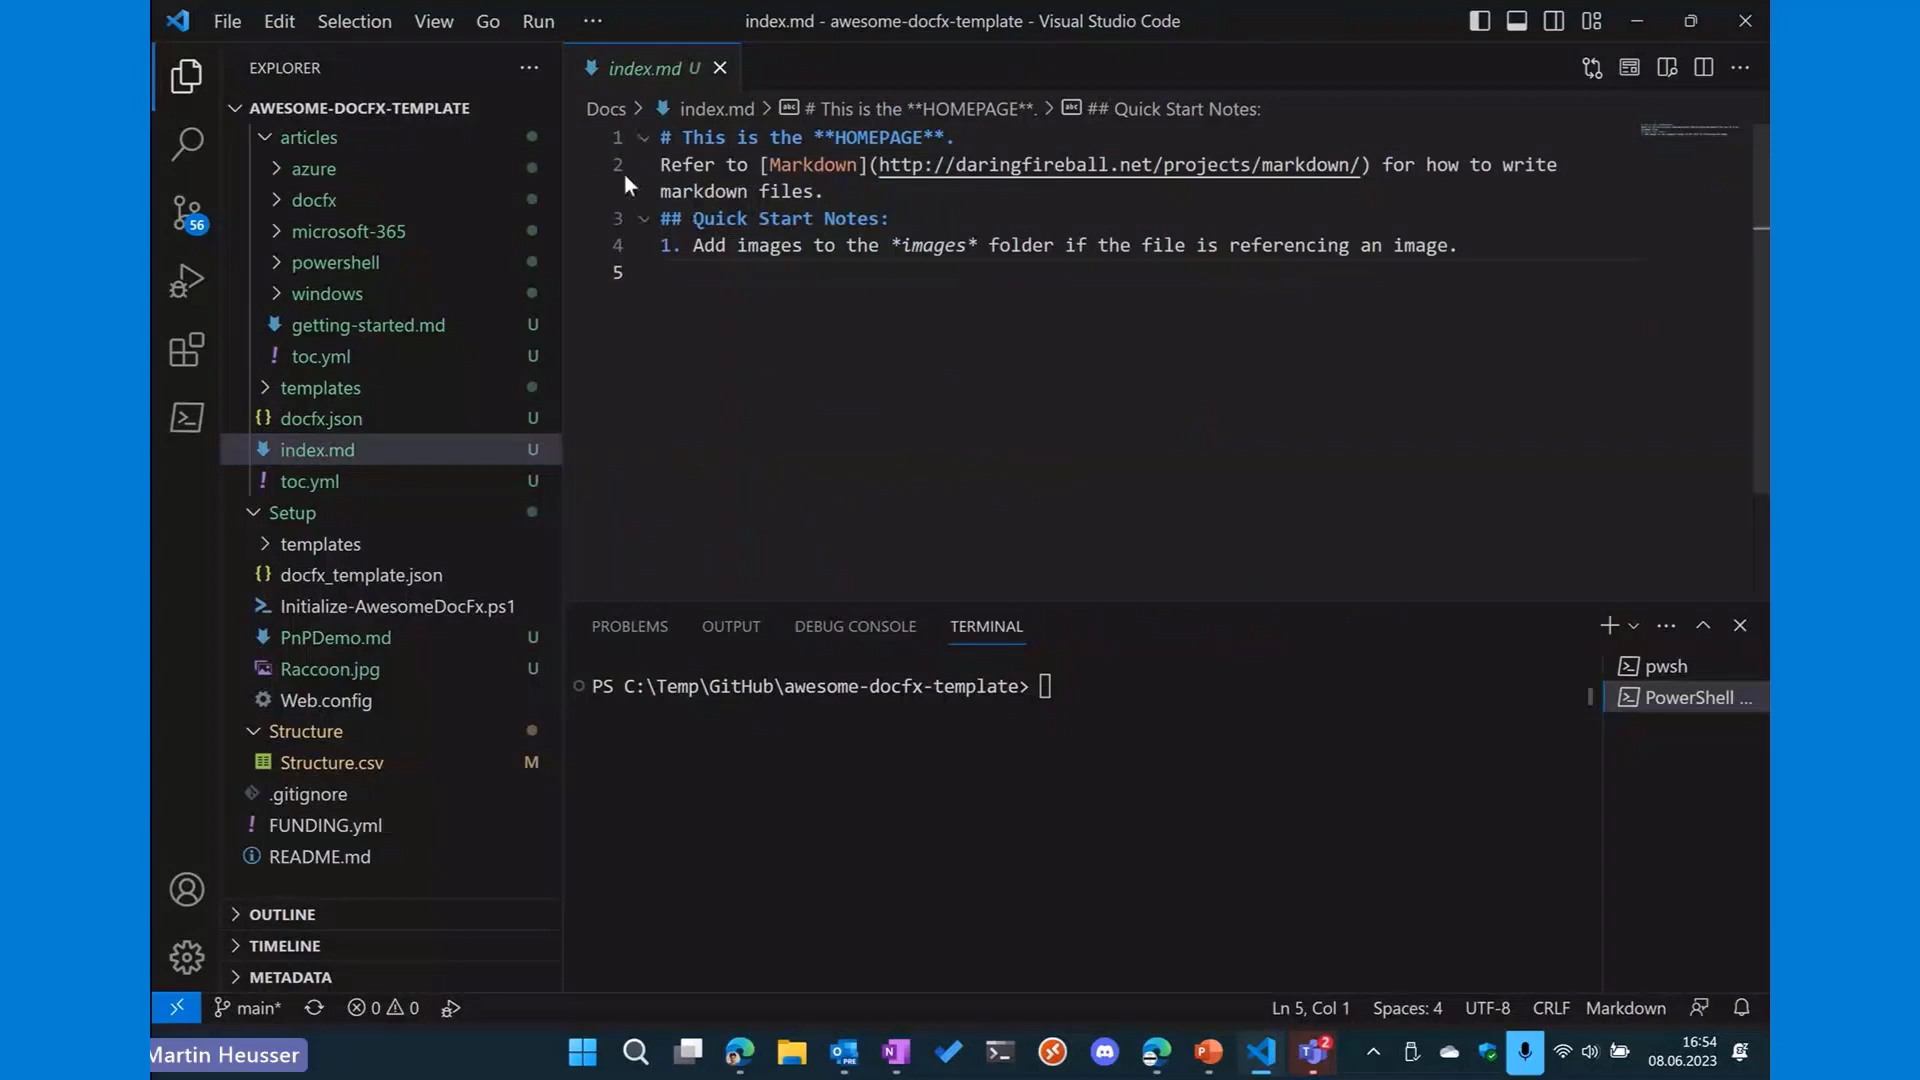 File Edit Selection View Go Run ··· index.md - awesome-docfx-template - Visual Studio Code
EXPLORER ···
index.md U
AWESOME-DOCFX-TEMPLATE
articles
azure
docfx
microsoft-365
powershell
windows
getting-started.md U
toc.yml U
templates
docfx.json U
index.md U
toc.yml U
Setup
templates
docfx_template.json
Initialize-AwesomeDocFx.ps1
PnPDemo.md U
Raccoon.jpg U
Web.config
Structure
Structure.csv M
.gitignore
FUNDING.yml
README.md
OUTLINE
TIMELINE
METADATA
56
Docs > index.md > # This is the **HOMEPAGE**. > ## Quick Start Notes:
1 # This is the **HOMEPAGE**.
2 Refer to [Markdown](http://daringfireball.net/projects/markdown/) for how to write
markdown files.
3 ## Quick Start Notes:
4 1. Add images to the *images* folder if the file is referencing an image.
5
PROBLEMS OUTPUT DEBUG CONSOLE TERMINAL
PS C:\Temp\GitHub\awesome-docfx-template>
pwsh
PowerShell ...
main* 0 0 Ln 5, Col 1 Spaces: 4 UTF-8 CRLF Markdown
Martin Heusser
PRE
2
16:54
08.06.2023